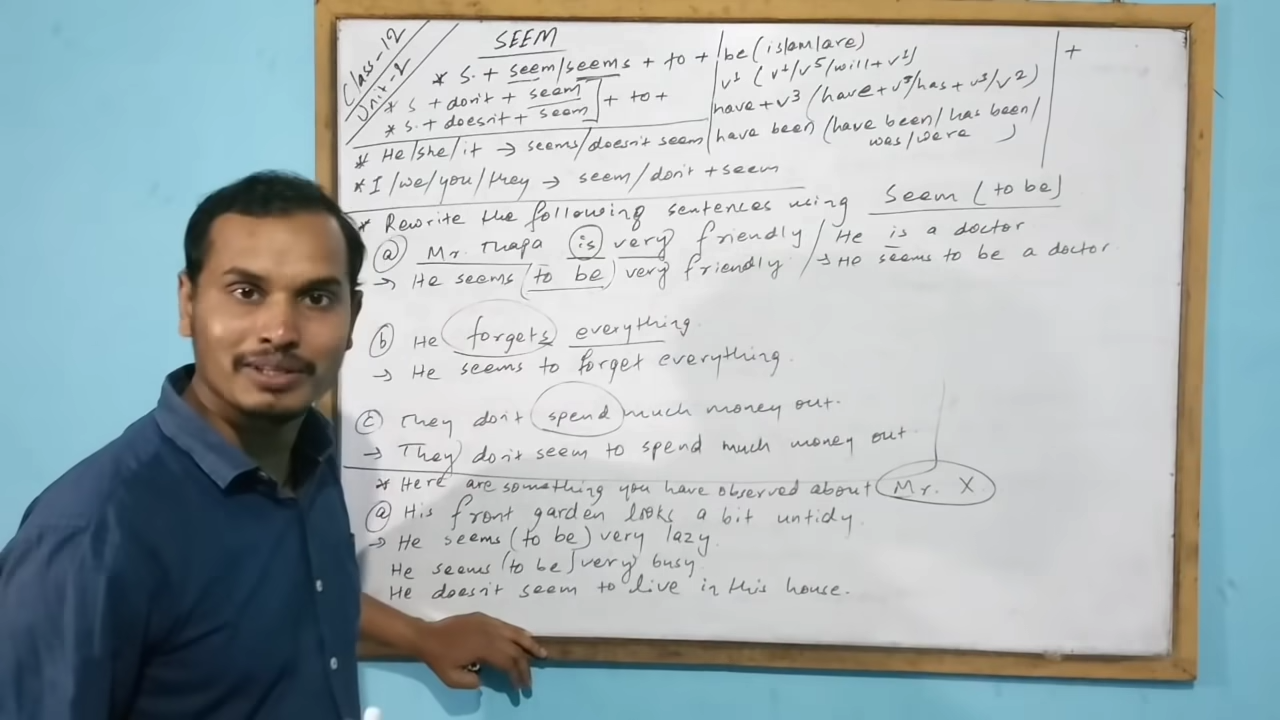 Class-12
Unit-2
SEEM
* S. + seem/seems + to + be (is/am/are) +
v¹ (v¹/v⁵/will+v¹)
* S + don't + seem
* S. + doesn't + seem ] + to +
have + v³ (have+v³/has+v³/v²)
have been (have been/has been/
was/were )
* He/she/it → seems/doesn't seem
* I/we/you/they → seem/don't + seem
* Rewrite the following sentences using Seem (to be)
(a) Mr. Thapa is very friendly / He is a doctor
→ He seems (to be) very friendly. / → He seems to be a doctor.
(b) He forgets everything.
→ He seems to forget everything.
(c) They don't spend much money out.
→ They don't seem to spend much money out.
* Here are something you have observed about Mr. X
(a) His front garden looks a bit untidy.
→ He seems (to be) very lazy.
He seems (to be) very busy.
He doesn't seem to live in this house.